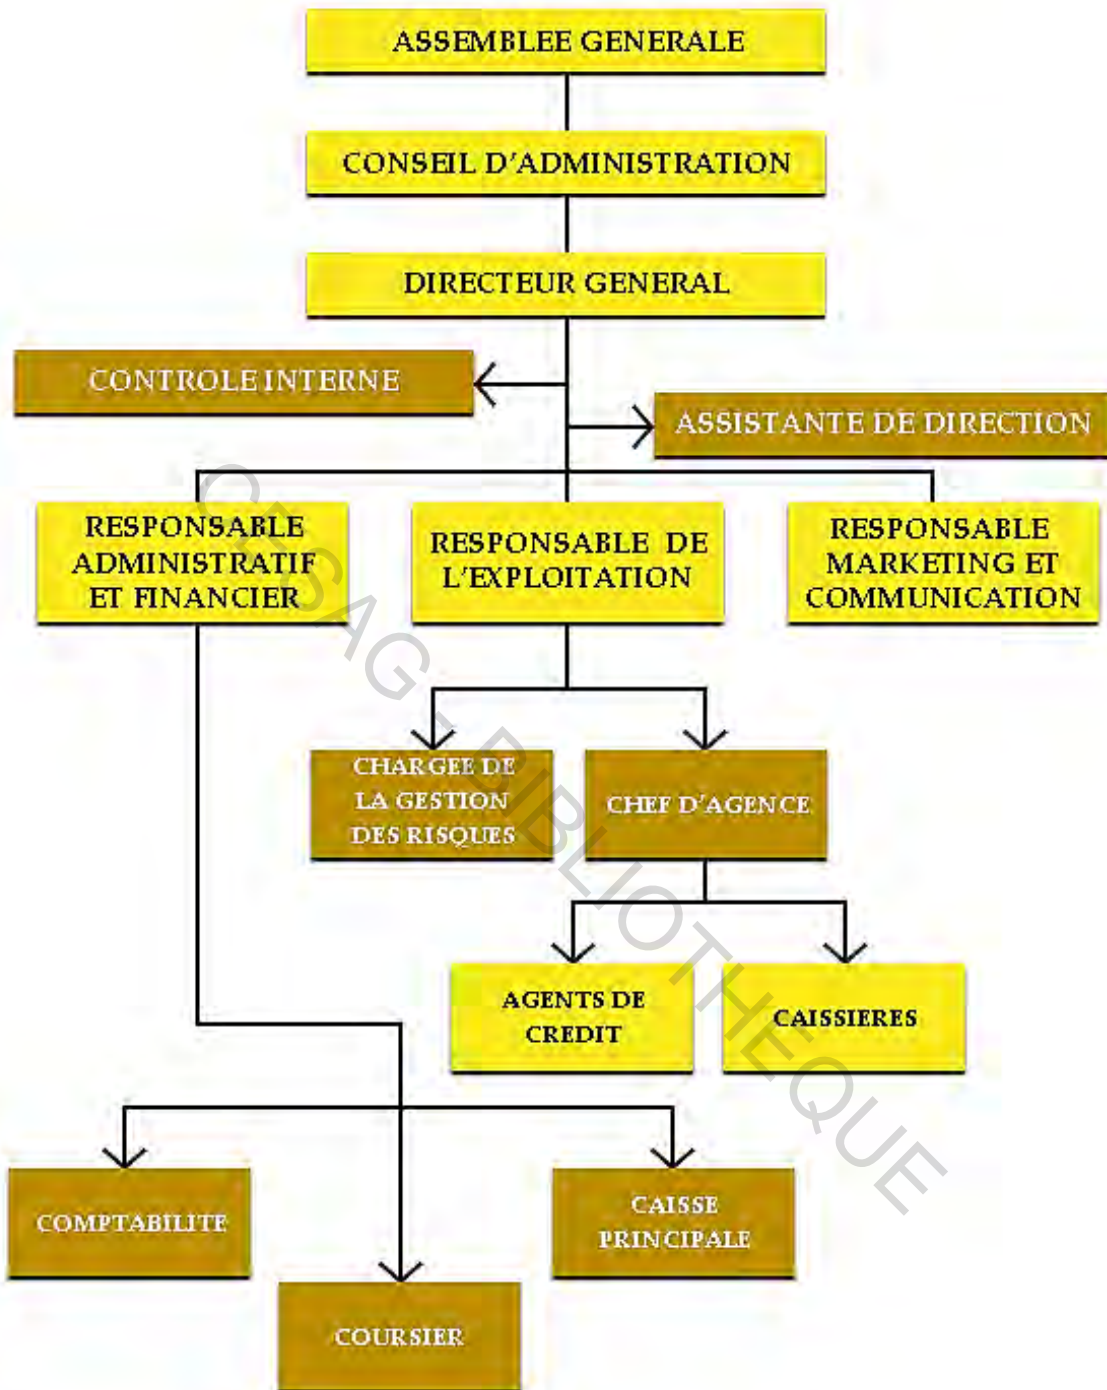 ASSEMBLEE GENERALE
CONSEIL D'ADMINISTRATION
DIRECTEUR GENERAL
CONTROLE INTERNE
ASSISTANTE DE DIRECTION
RESPONSABLE
ADMINISTRATIF
ET FINANCIER
RESPONSABLE DE
L'EXPLOITATION
RESPONSABLE
MARKETING ET
COMMUNICATION
CHARGEE DE
LA GESTION
DES RISQUES
CHEF D'AGENCE
AGENTS DE
CREDIT
CAISSIERES
COMPTABILITE
CAISSE
PRINCIPALE
COURSIER
CESAG - BIBLIOTHEQUE